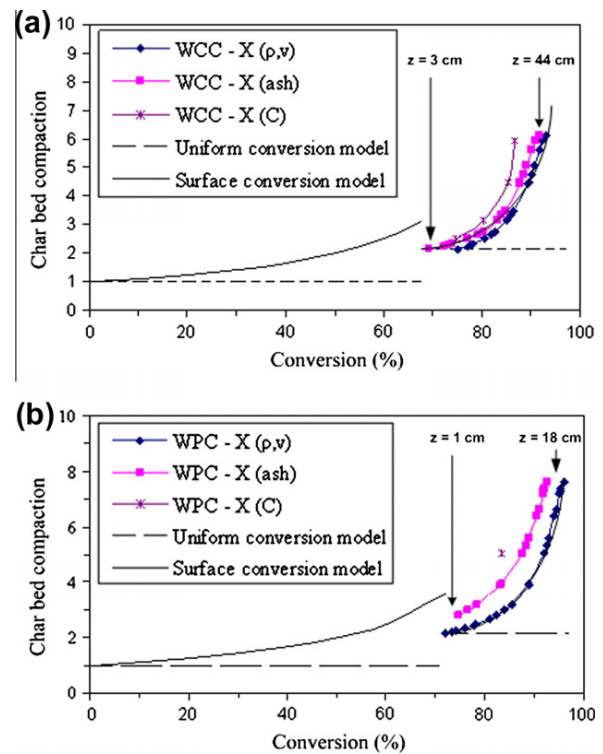 (a)
10
9
8
7
6
5
4
3
2
1
0
Char bed compaction
WCC - X (ρ,v)
WCC - X (ash)
WCC - X (C)
Uniform conversion model
Surface conversion model
z = 3 cm
z = 44 cm
0 20 40 60 80 100
Conversion (%)
(b)
10
8
6
4
2
0
Char bed compaction
WPC - X (ρ,v)
WPC - X (ash)
WPC - X (C)
Uniform conversion model
Surface conversion model
z = 1 cm
z = 18 cm
0 20 40 60 80 100
Conversion (%)